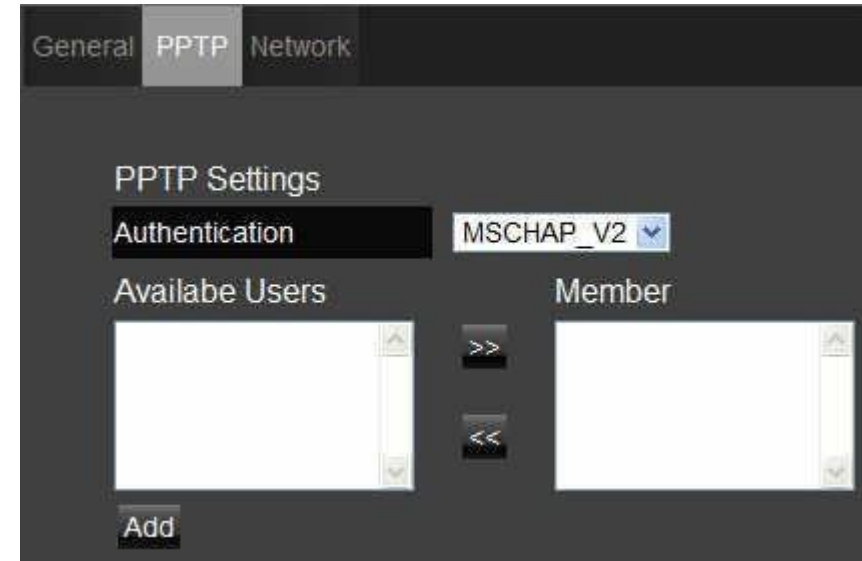 General PPTP Network
PPTP Settings
Authentication MSCHAP_V2
Availabe Users Member
>>
<<
Add